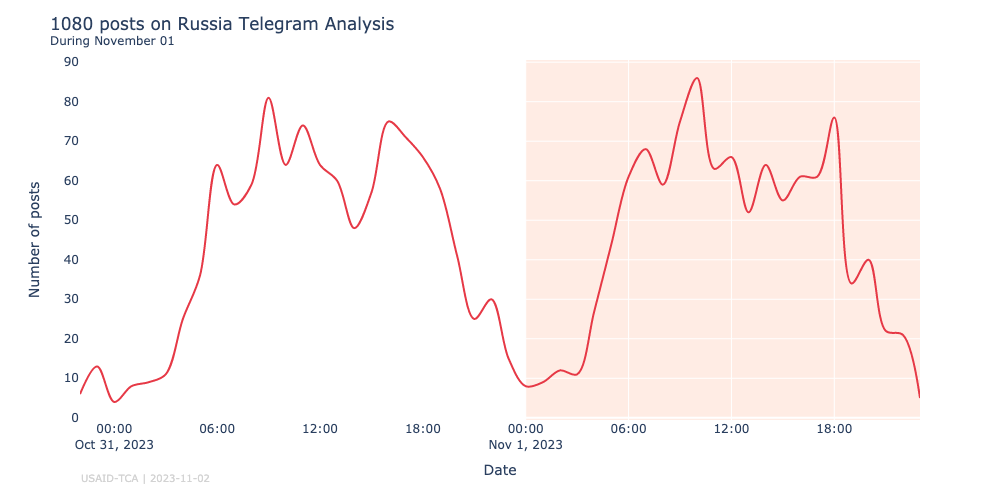 1080 posts on Russia Telegram Analysis
During November 01
90
80
70
60
50
40
30
20
10
0
Number of posts
00:00 06:00 12:00 18:00 00:00 06:00 12:00 18:00
Oct 31, 2023 Nov 1, 2023
Date
USAID-TCA | 2023-11-02